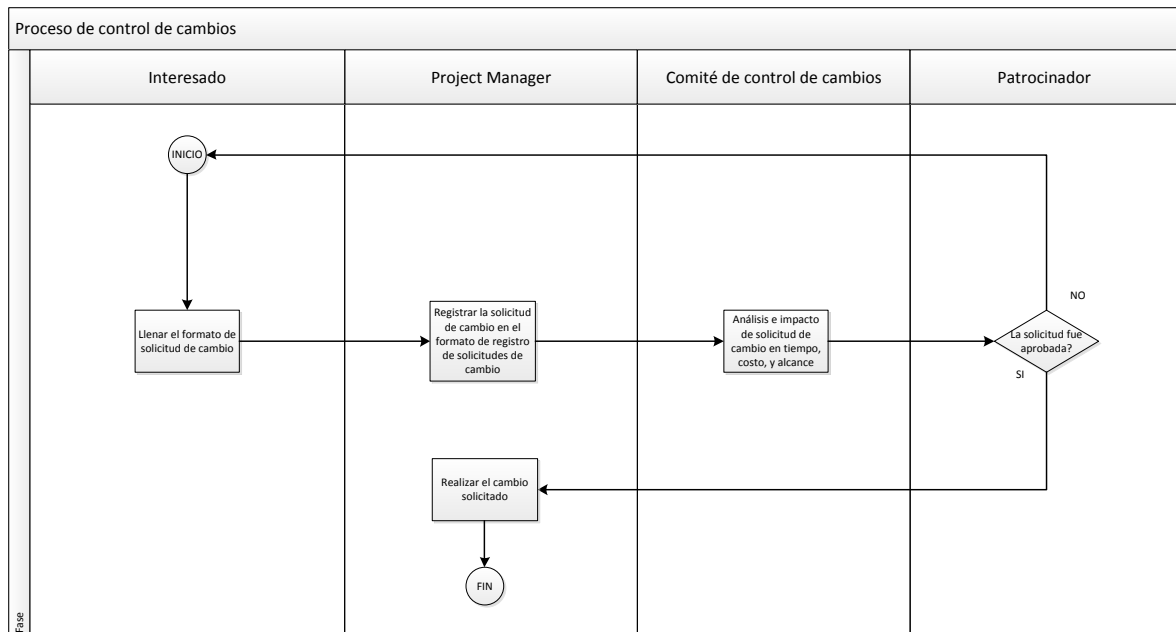 Proceso de control de cambios
Interesado
Project Manager
Comité de control de cambios
Patrocinador
INICIO
NO
Llenar el formato de
solicitud de cambio
Registrar la solicitud
de cambio en el
formato de registro
de solicitudes de
cambio
Análisis e impacto
de solicitud de
cambio en tiempo,
costo, y alcance
La solicitud fue
aprobada?
SI
Realizar el cambio
solicitado
FIN
Fase